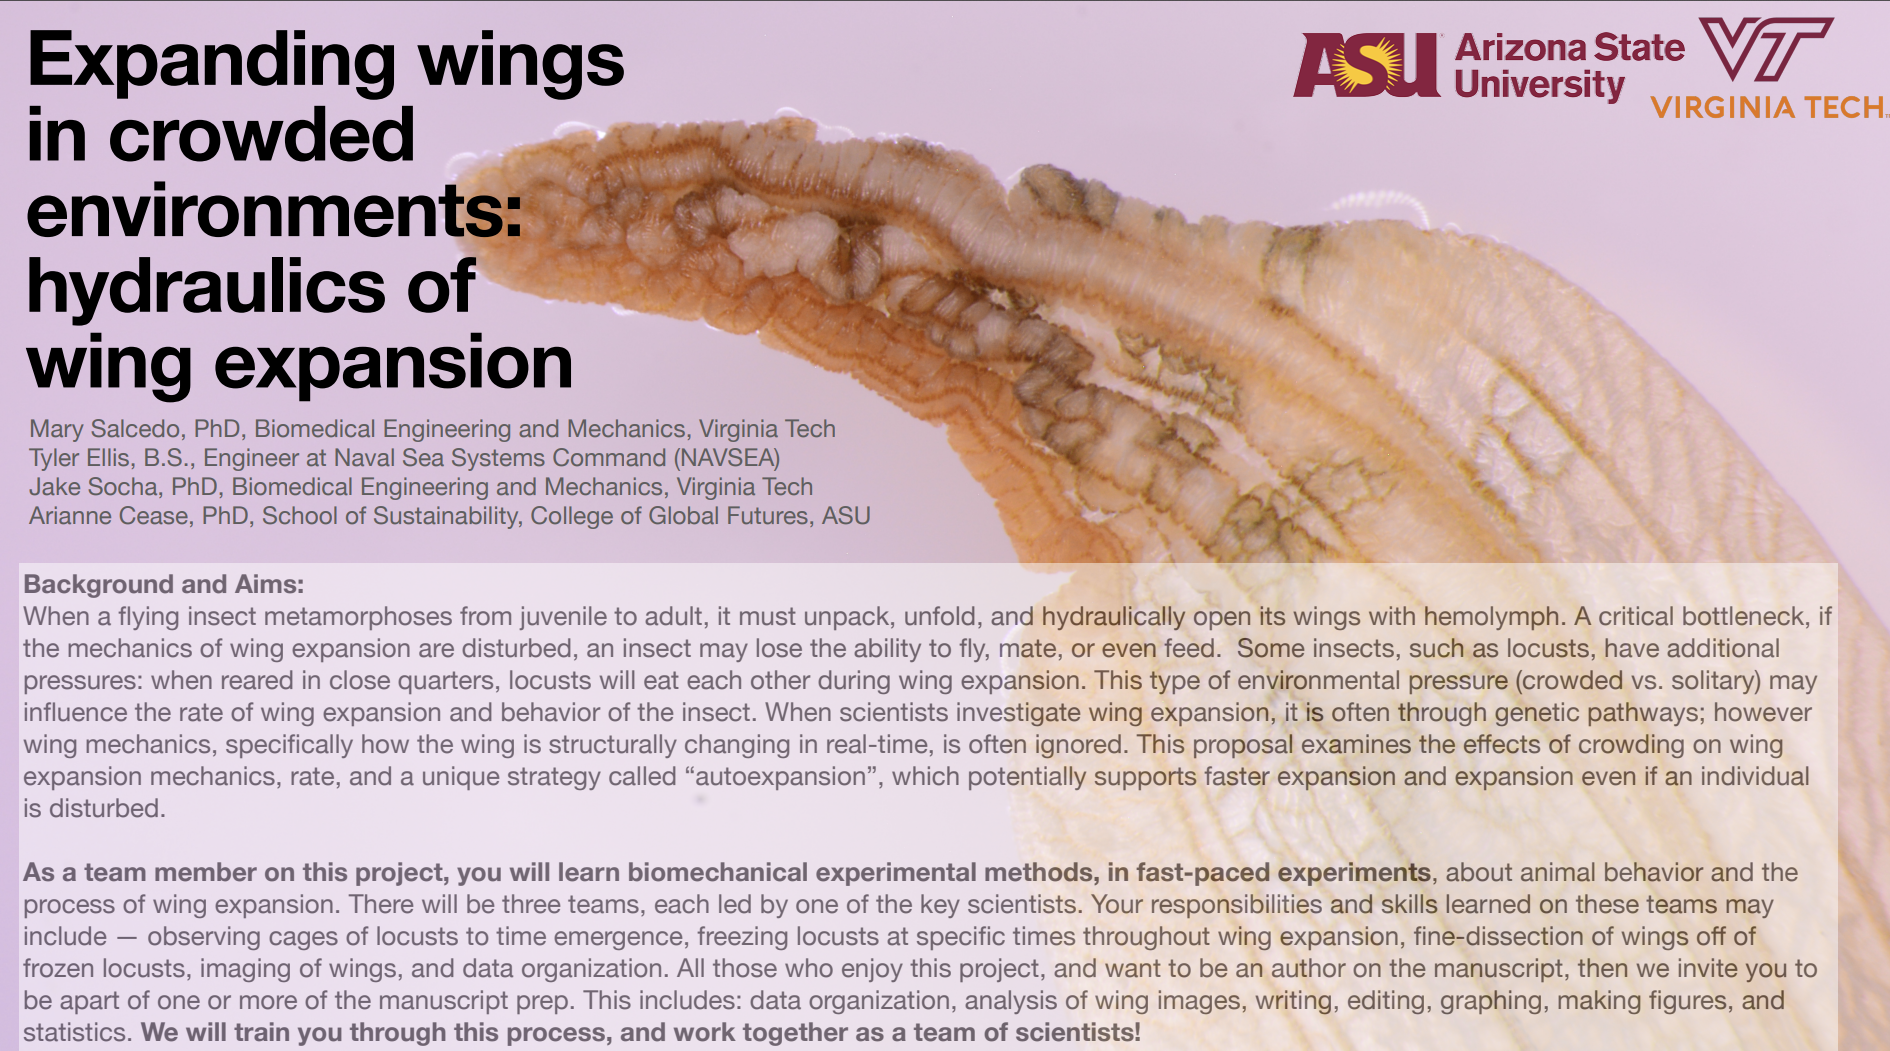 Expanding wings
in crowded
environments:
hydraulics of
wing expansion
ASU Arizona State
University
VT
VIRGINIA TECH
Mary Salcedo, PhD, Biomedical Engineering and Mechanics, Virginia Tech
Tyler Ellis, B.S., Engineer at Naval Sea Systems Command (NAVSEA)
Jake Socha, PhD, Biomedical Engineering and Mechanics, Virginia Tech
Arianne Cease, PhD, School of Sustainability, College of Global Futures, ASU
Background and Aims:
When a flying insect metamorphoses from juvenile to adult, it must unpack, unfold, and hydraulically open its wings with hemolymph. A critical bottleneck, if
the mechanics of wing expansion are disturbed, an insect may lose the ability to fly, mate, or even feed.  Some insects, such as locusts, have additional
pressures: when reared in close quarters, locusts will eat each other during wing expansion. This type of environmental pressure (crowded vs. solitary) may
influence the rate of wing expansion and behavior of the insect. When scientists investigate wing expansion, it is often through genetic pathways; however
wing mechanics, specifically how the wing is structurally changing in real-time, is often ignored. This proposal examines the effects of crowding on wing
expansion mechanics, rate, and a unique strategy called “autoexpansion”, which potentially supports faster expansion and expansion even if an individual
is disturbed.
As a team member on this project, you will learn biomechanical experimental methods, in fast-paced experiments, about animal behavior and the
process of wing expansion. There will be three teams, each led by one of the key scientists. Your responsibilities and skills learned on these teams may
include — observing cages of locusts to time emergence, freezing locusts at specific times throughout wing expansion, fine-dissection of wings off of
frozen locusts, imaging of wings, and data organization. All those who enjoy this project, and want to be an author on the manuscript, then we invite you to
be apart of one or more of the manuscript prep. This includes: data organization, analysis of wing images, writing, editing, graphing, making figures, and
statistics. We will train you through this process, and work together as a team of scientists!